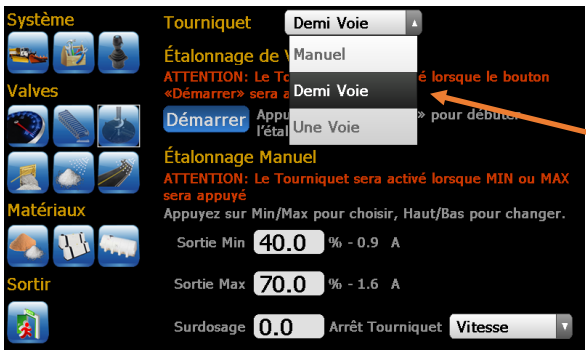 Système
Tourniquet Demi Voie
Manuel
Demi Voie
Une Voie
Étalonnage de V
ATTENTION: Le To é lorsque le bouton
«Démarrer» sera a
Valves
Démarrer Appu » pour débuter
l'étal
Étalonnage Manuel
ATTENTION: Le Tourniquet sera activé lorsque MIN ou MAX
sera appuyé
Matériaux
Appuyez sur Min/Max pour choisir, Haut/Bas pour changer.
Sortie Min 40.0 % - 0.9 A
Sortir
Sortie Max 70.0 % - 1.6 A
Surdosage 0.0 Arrêt Tourniquet Vitesse